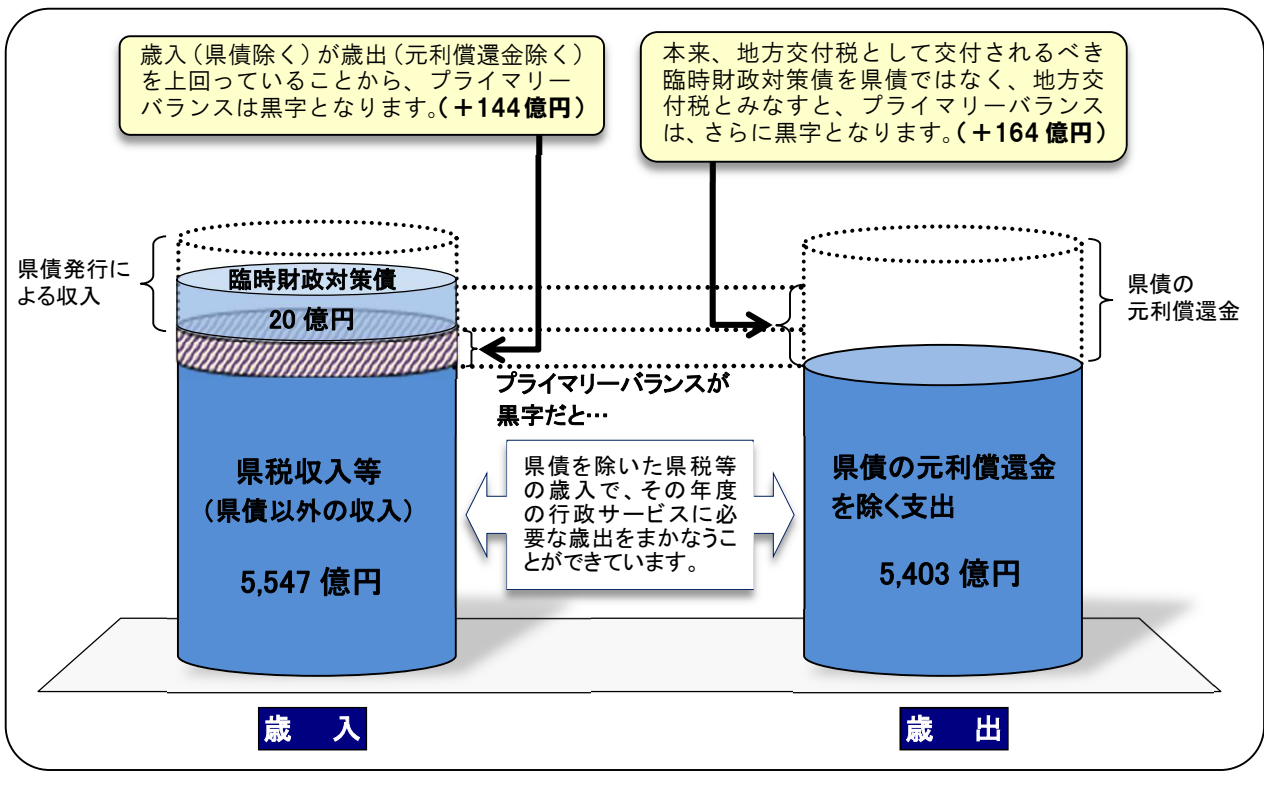 歳入（県債除く）が歳出（元利償還金除く）
を上回っていることから、プライマリー
バランスは黒字となります。（＋144億円）
本来、地方交付税として交付されるべき
臨時財政対策債を県債ではなく、地方交
付税とみなすと、プライマリーバランス
は、さらに黒字となります。（＋164 億円）
県債発行に
よる収入
臨時財政対策債
20 億円
県債の
元利償還金
プライマリーバランスが
黒字だと…
県税収入等
（県債以外の収入）
5,547 億円
県債を除いた県税等
の歳入で、その年度
の行政サービスに必
要な歳出をまかなうこ
とができています。
県債の元利償還金
を除く支出
5,403 億円
歳　入
歳　出